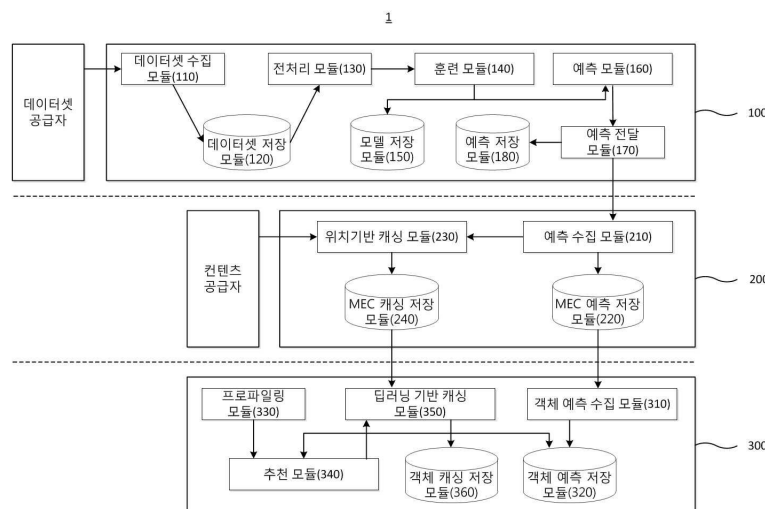 1
데이터셋
공급자
데이터셋 수집
모듈(110)
전처리 모듈(130)
훈련 모듈(140)
예측 모듈(160)
데이터셋 저장
모듈(120)
모델 저장
모듈(150)
예측 저장
모듈(180)
예측 전달
모듈(170)
100
컨텐츠
공급자
위치기반 캐싱 모듈(230)
예측 수집 모듈(210)
MEC 캐싱 저장
모듈(240)
MEC 예측 저장
모듈(220)
200
프로파일링
모듈(330)
딥러닝 기반 캐싱
모듈(350)
객체 예측 수집 모듈(310)
추천 모듈(340)
객체 캐싱 저장
모듈(360)
객체 예측 저장
모듈(320)
300